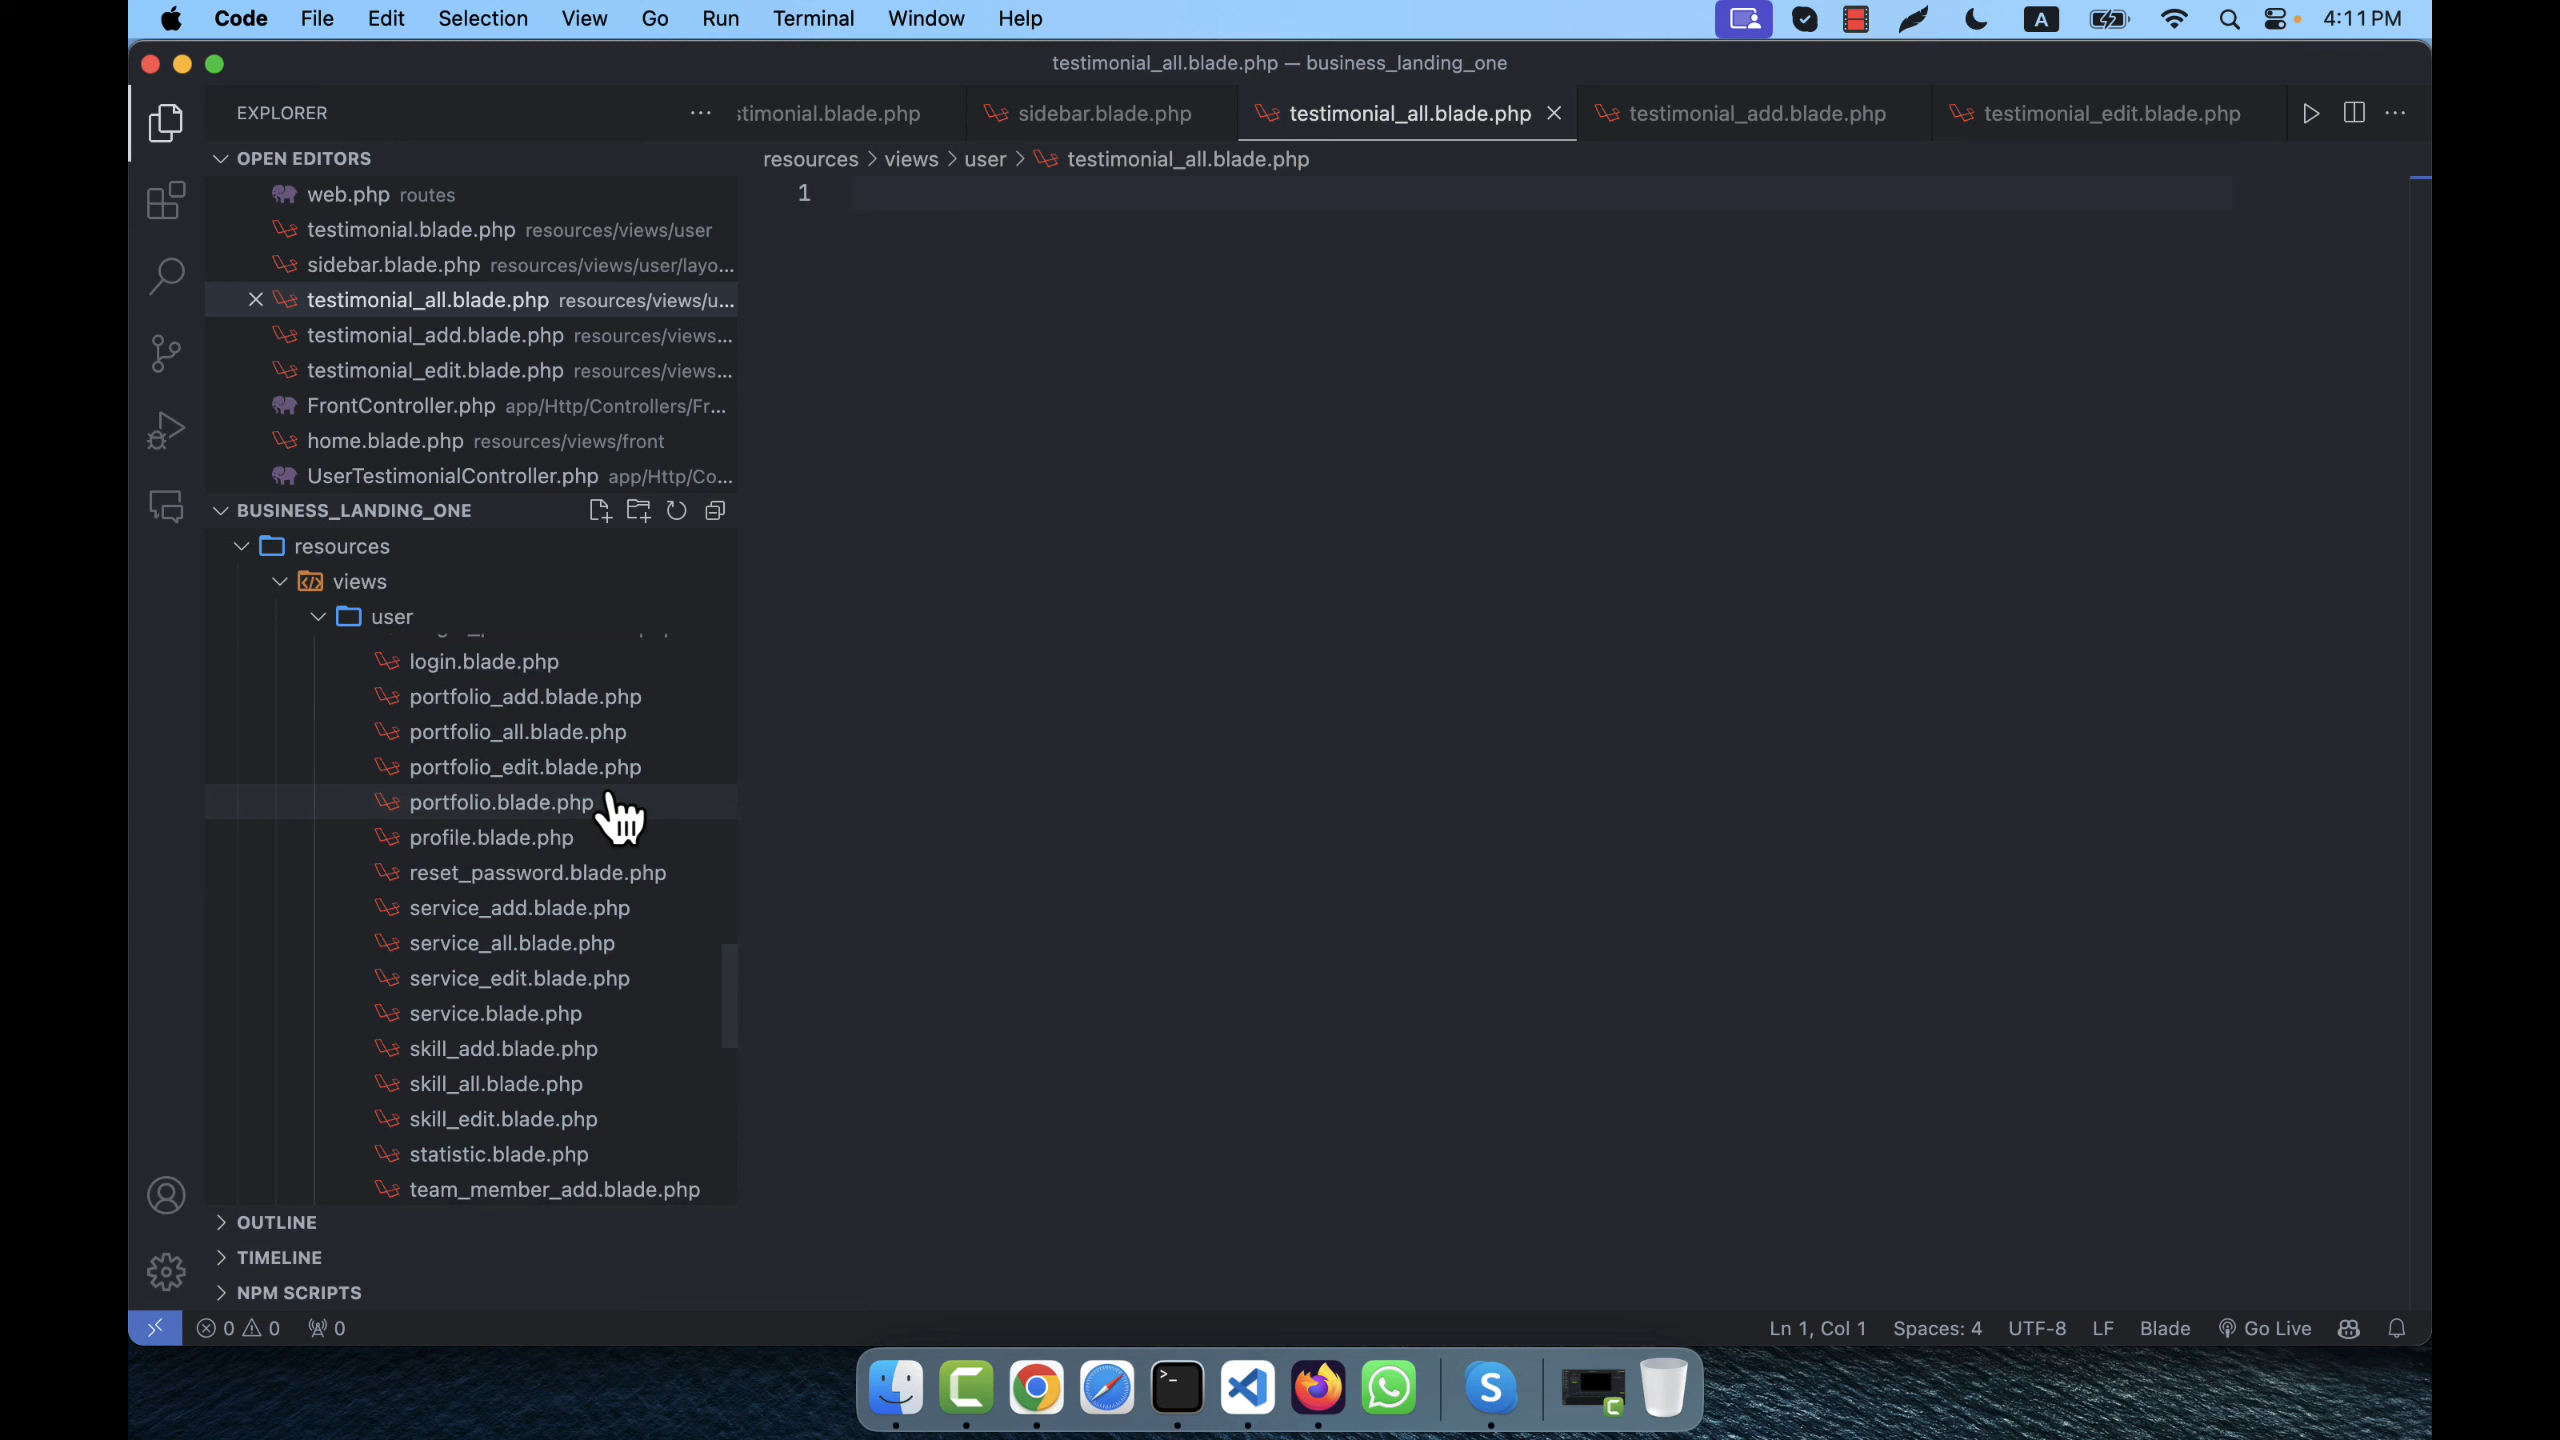 Code File Edit Selection View Go Run Terminal Window Help A 4:11 PM
testimonial_all.blade.php — business_landing_one
EXPLORER
stimonial.blade.php sidebar.blade.php testimonial_all.blade.php testimonial_add.blade.php testimonial_edit.blade.php
OPEN EDITORS
resources > views > user > testimonial_all.blade.php
1
web.php routes
testimonial.blade.php resources/views/user
sidebar.blade.php resources/views/user/layo...
testimonial_all.blade.php resources/views/u...
testimonial_add.blade.php resources/views...
testimonial_edit.blade.php resources/views...
FrontController.php app/Http/Controllers/Fr...
home.blade.php resources/views/front
UserTestimonialController.php app/Http/Co...
BUSINESS_LANDING_ONE
resources
views
user
login.blade.php
portfolio_add.blade.php
portfolio_all.blade.php
portfolio_edit.blade.php
portfolio.blade.php
profile.blade.php
reset_password.blade.php
service_add.blade.php
service_all.blade.php
service_edit.blade.php
service.blade.php
skill_add.blade.php
skill_all.blade.php
skill_edit.blade.php
statistic.blade.php
team_member_add.blade.php
OUTLINE
TIMELINE
NPM SCRIPTS
0 0 0 Ln 1, Col 1 Spaces: 4 UTF-8 LF Blade Go Live